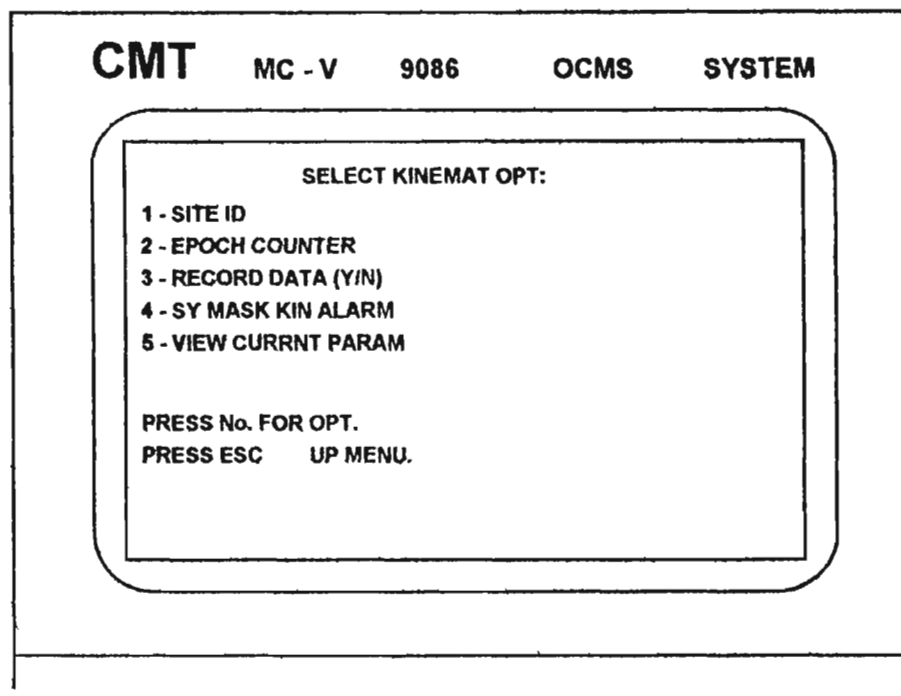 CMT MC - V 9086 OCMS SYSTEM
SELECT KINEMAT OPT:
1 - SITE ID
2 - EPOCH COUNTER
3 - RECORD DATA (Y/N)
4 - SY MASK KIN ALARM
5 - VIEW CURRNT PARAM
PRESS No. FOR OPT.
PRESS ESC UP MENU.